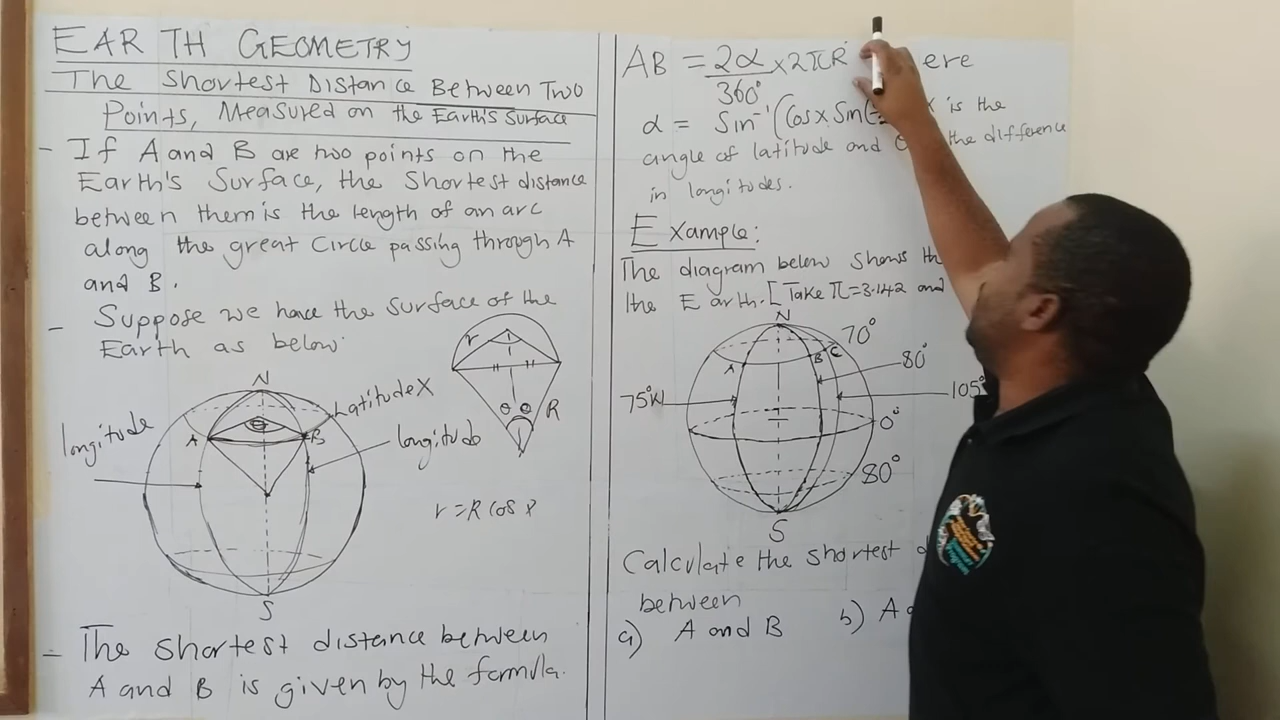 EARTH GEOMETRY
The Shortest Distance Between Two
Points, Measured on the Earth's Surface
- If A and B are two points on the
Earth's Surface, the Shortest distance
between them is the length of an arc
along the great Circle passing through A
and B.
- Suppose we have the Surface of the
Earth as below.
N
Latitude X
longitude
A
B
longitud
S
r
R
θ θ
r = R Cos
- The shortest distance between
A and B is given by the formula.
AB = 2α/360° × 2πR ere
α = Sin⁻¹ (Cos x Sin( is the
angle of latitude and the difference
in longitudes.
Example:
The diagram below shows th
the Earth. [Take π=3.142 and
N
70°
A
B
C
80°
75°W
105°
0°
80°
S
Calculate the shortest d
between
a) A and B b) A